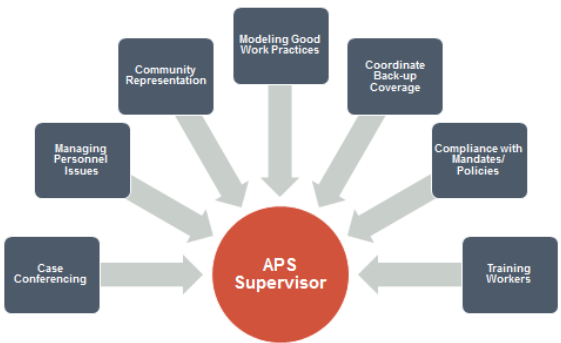 Modeling Good
Work Practices
Community
Representation
Coordinate
Back-up
Coverage
Managing
Personnel
Issues
Compliance with
Mandates/
Policies
Case
Conferencing
APS
Supervisor
Training
Workers